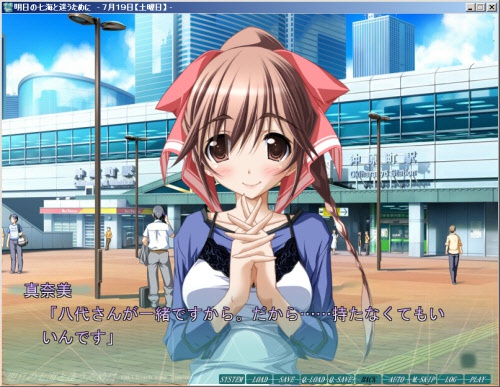 明日の七海と逢うために - 7月19日【土曜日】-
真奈美
「八代さんが一緒ですから。だから……持たなくてもい
いんです」
SYSTEM LOAD SAVE Q-LOAD Q-SAVE BACK AUTO M-SKIP LOG PLAY